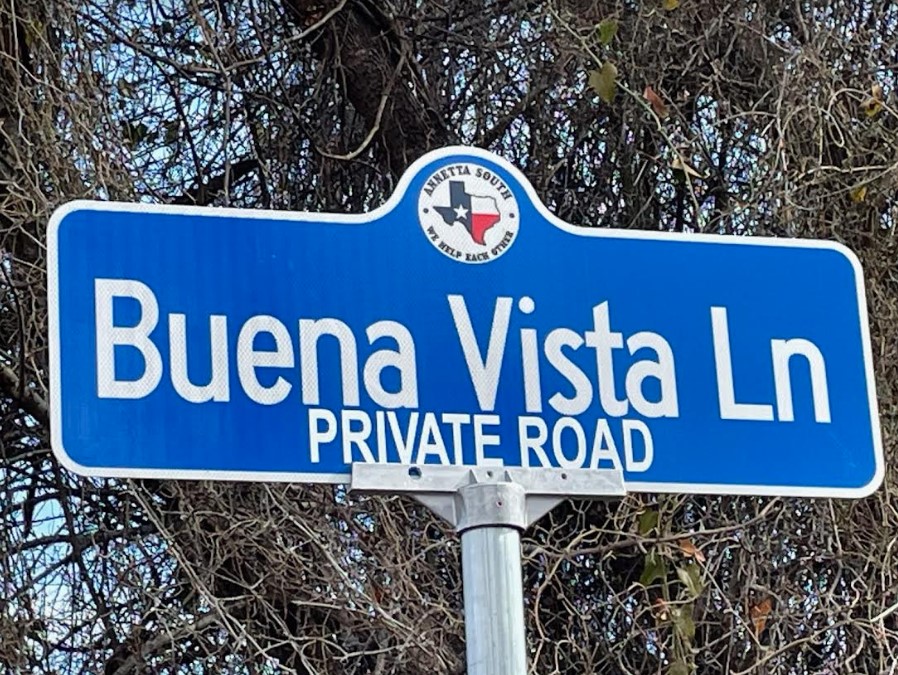 ANNETTA SOUTH
WE HELP EACH OTHER
Buena Vista Ln
PRIVATE ROAD